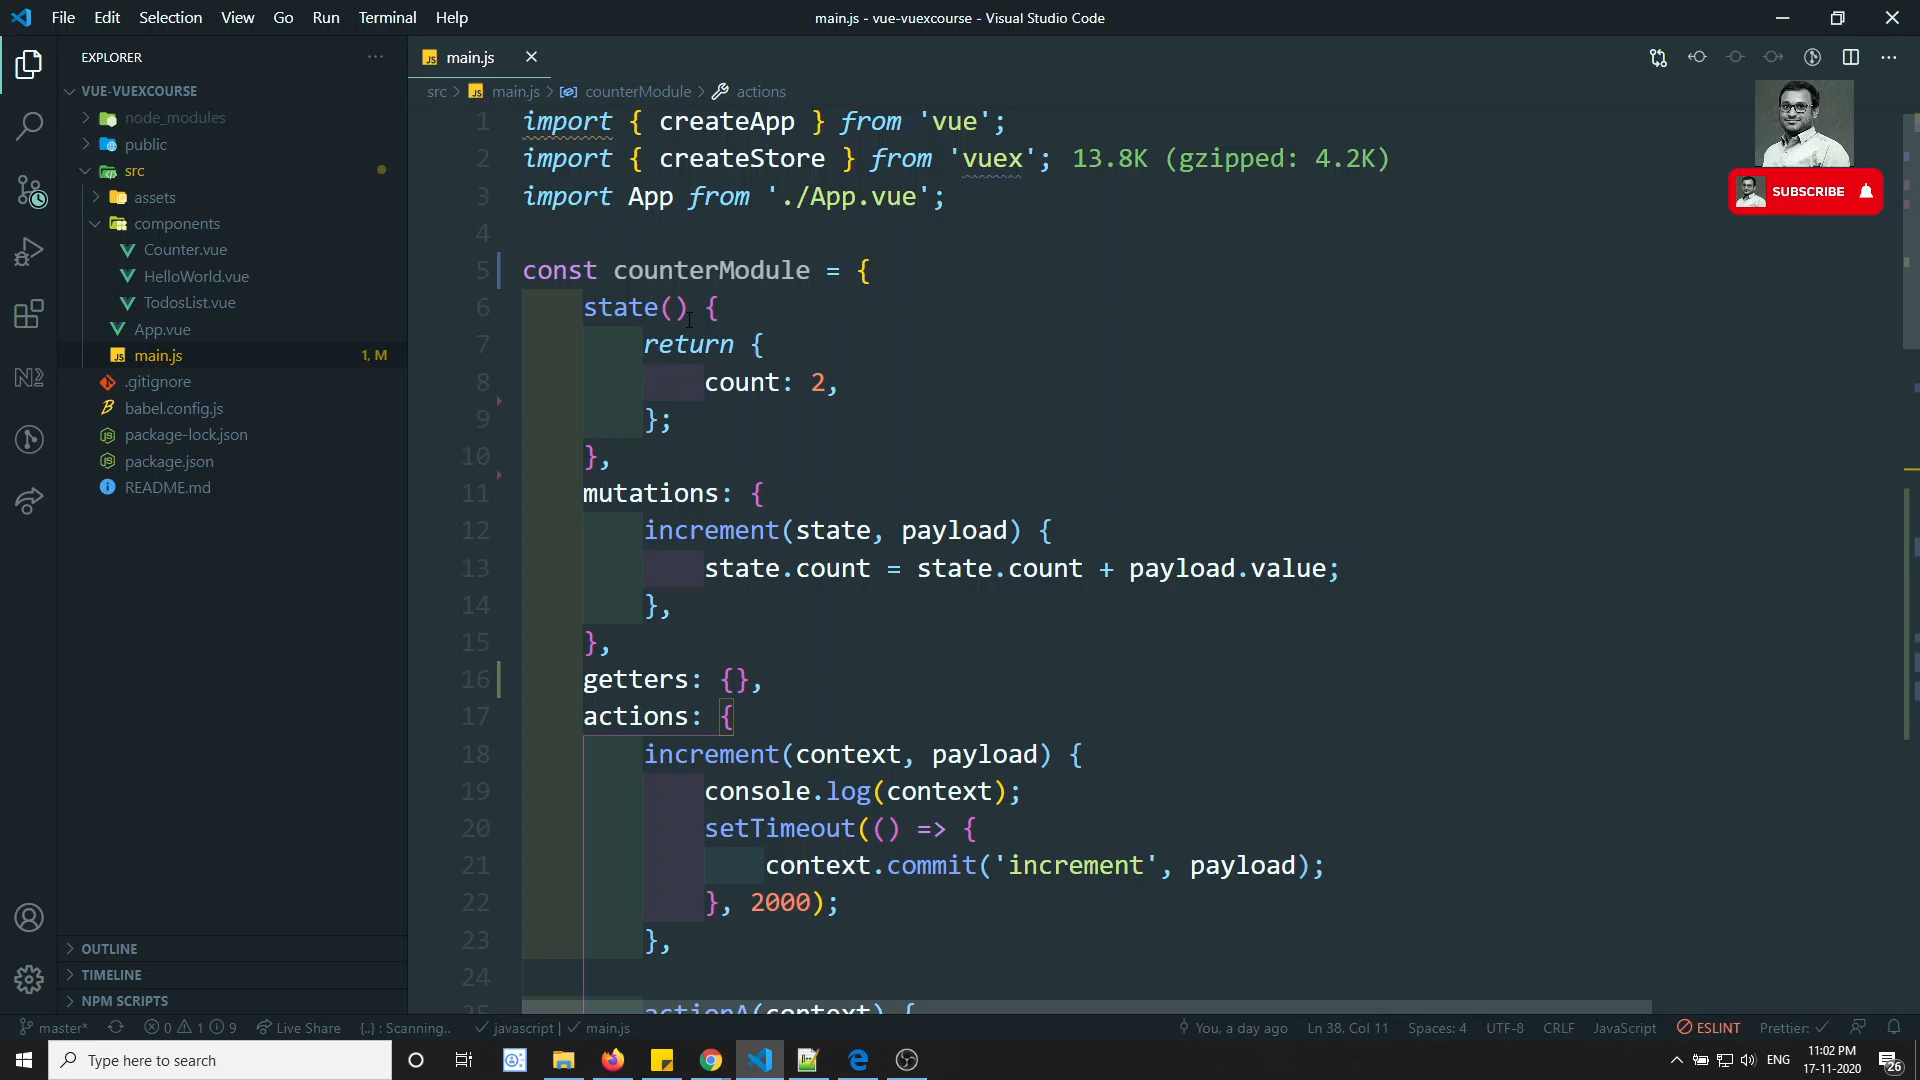 File Edit Selection View Go Run Terminal Help
main.js - vue-vuexcourse - Visual Studio Code
EXPLORER
VUE-VUEXCOURSE
node_modules
public
src
assets
components
Counter.vue
HelloWorld.vue
TodosList.vue
App.vue
main.js 1, M
.gitignore
babel.config.js
package-lock.json
package.json
README.md
OUTLINE
TIMELINE
NPM SCRIPTS
main.js
src > main.js > counterModule > actions
SUBSCRIBE
1 import { createApp } from 'vue';
2 import { createStore } from 'vuex'; 13.8K (gzipped: 4.2K)
3 import App from './App.vue';
4
5 const counterModule = {
6 state() {
7 return {
8 count: 2,
9 };
10 },
11 mutations: {
12 increment(state, payload) {
13 state.count = state.count + payload.value;
14 },
15 },
16 getters: {},
17 actions: {
18 increment(context, payload) {
19 console.log(context);
20 setTimeout(() => {
21 context.commit('increment', payload);
22 }, 2000);
23 },
24
25 actionA(context) {
master* 0 1 9 Live Share {..} : Scanning.. javascript | main.js You, a day ago Ln 38, Col 11 Spaces: 4 UTF-8 CRLF JavaScript ESLINT Prettier:
Type here to search
ENG
11:02 PM
17-11-2020
26